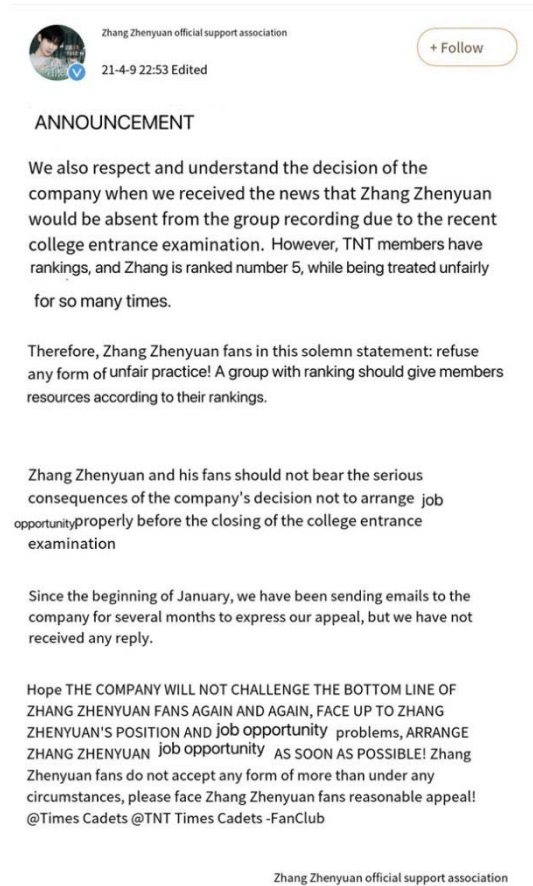 Zhang Zhenyuan official support association
+ Follow
21-4-9 22:53 Edited
ANNOUNCEMENT
We also respect and understand the decision of the
company when we received the news that Zhang Zhenyuan
would be absent from the group recording due to the recent
college entrance examination. However, TNT members have
rankings, and Zhang is ranked number 5, while being treated unfairly
for so many times.
Therefore, Zhang Zhenyuan fans in this solemn statement: refuse
any form of unfair practice! A group with ranking should give members
resources according to their rankings.
Zhang Zhenyuan and his fans should not bear the serious
consequences of the company's decision not to arrange job
opportunityproperly before the closing of the college entrance
examination
Since the beginning of January, we have been sending emails to the
company for several months to express our appeal, but we have not
received any reply.
Hope THE COMPANY WILL NOT CHALLENGE THE BOTTOM LINE OF
ZHANG ZHENYUAN FANS AGAIN AND AGAIN, FACE UP TO ZHANG
ZHENYUAN'S POSITION AND job opportunity problems, ARRANGE
ZHANG ZHENYUAN job opportunity AS SOON AS POSSIBLE! Zhang
Zhenyuan fans do not accept any form of more than under any
circumstances, please face Zhang Zhenyuan fans reasonable appeal!
@Times Cadets @TNT Times Cadets -FanClub
Zhang Zhenyuan official support association